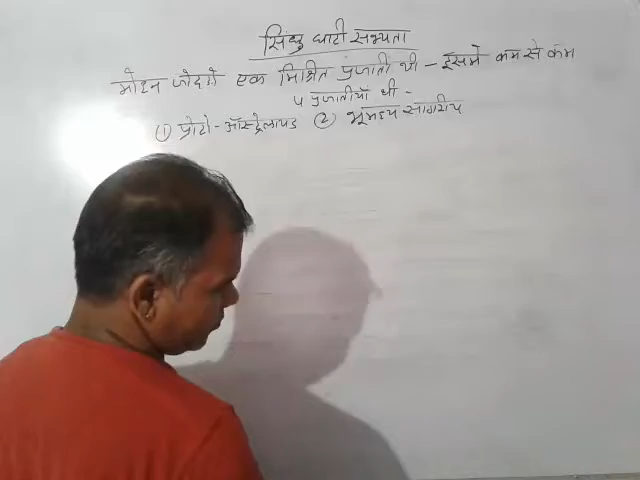 सिन्धु घाटी सभ्यता
मोहन जोदड़ो एक मिश्रित प्रजाती थी - इसमे कम से कम
4 प्रजातीयाँ थी -
① प्रोटो - ऑस्ट्रेलायड ② भूमध्य सागरीय